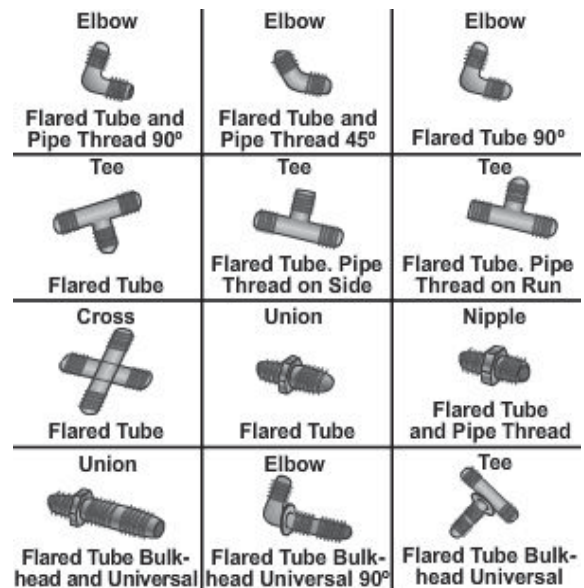 Elbow
Flared Tube and
Pipe Thread 90º
Elbow
Flared Tube and
Pipe Thread 45º
Elbow
Flared Tube 90º
Tee
Flared Tube
Tee
Flared Tube. Pipe
Thread on Side
Tee
Flared Tube. Pipe
Thread on Run
Cross
Flared Tube
Union
Flared Tube
Nipple
Flared Tube
and Pipe Thread
Union
Flared Tube Bulk-
head and Universal
Elbow
Flared Tube Bulk-
head Universal 90º
Tee
Flared Tube Bulk-
head Universal